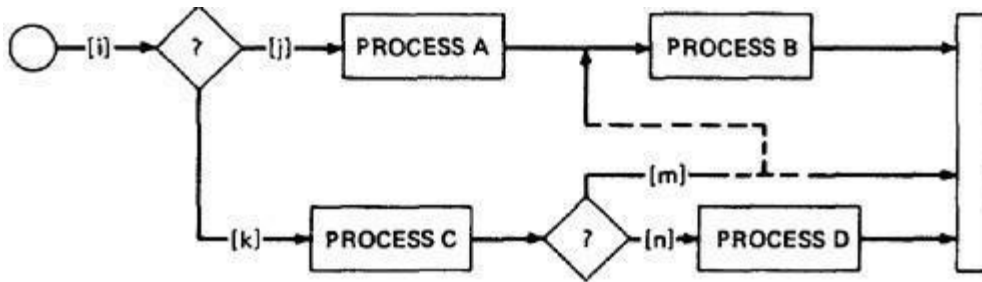 [i] ? [j] PROCESS A PROCESS B
[m]
[k] PROCESS C ? [n] PROCESS D